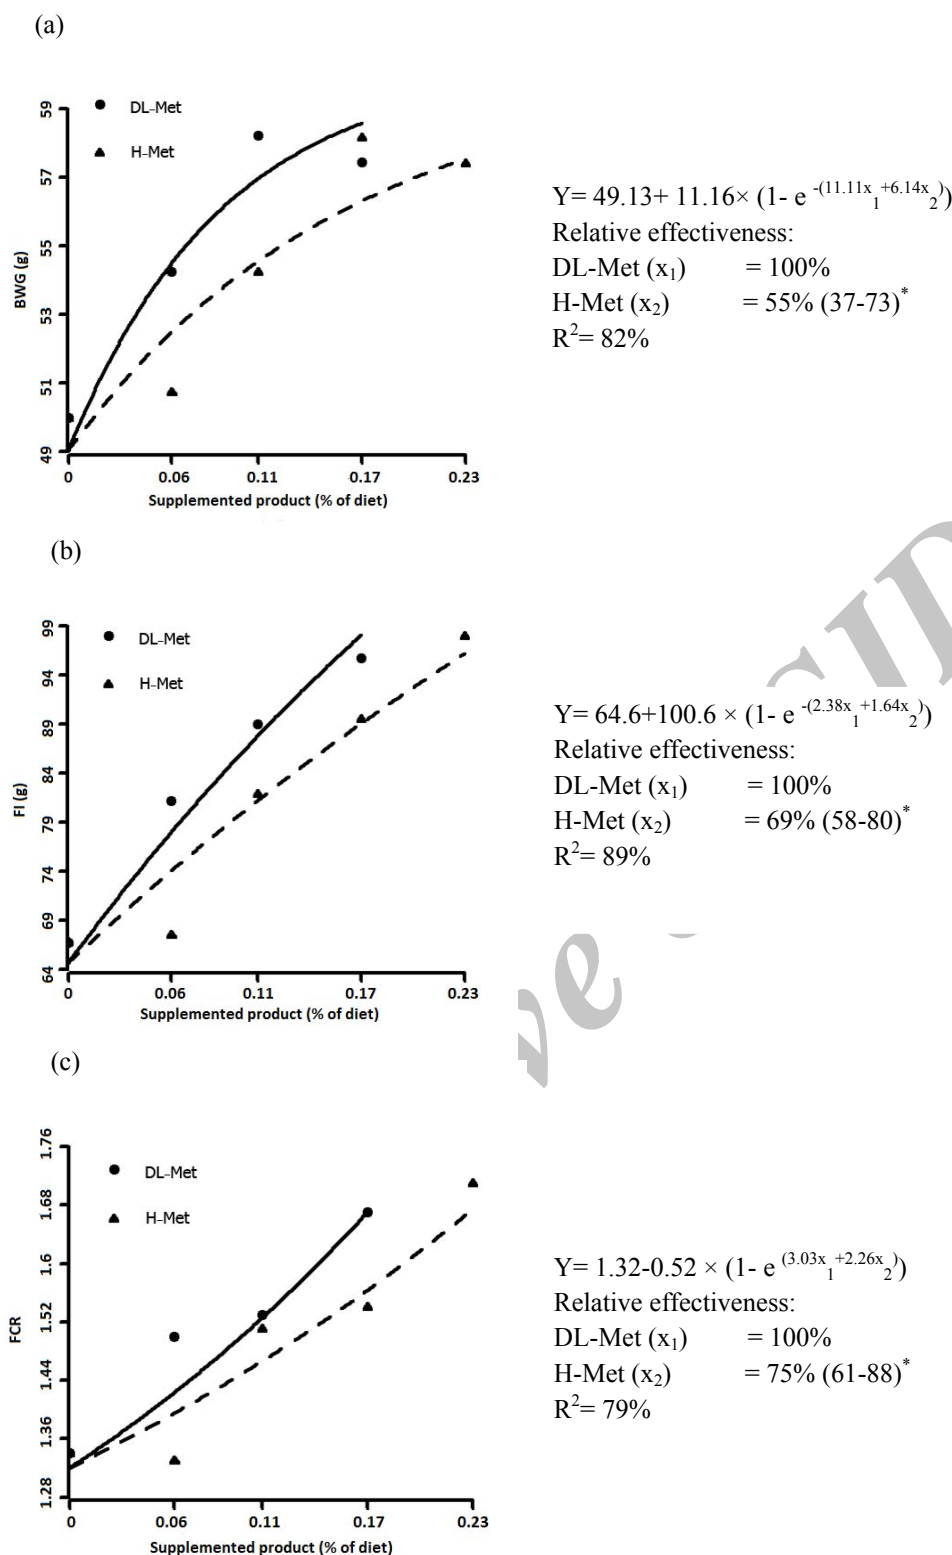 (a)
59
57
55
53
51
49
BWG (g)
DL-Met
H-Met
0 0.06 0.11 0.17 0.23
Supplemented product (% of diet)
Y= 49.13+ 11.16× (1- e -(11.11x1+6.14x2))
Relative effectiveness:
DL-Met (x1) = 100%
H-Met (x2) = 55% (37-73)*
R2= 82%
(b)
99
94
89
84
79
74
69
64
FI (g)
DL-Met
H-Met
0 0.06 0.11 0.17 0.23
Supplemented product (% of diet)
Y= 64.6+100.6 × (1- e -(2.38x1+1.64x2))
Relative effectiveness:
DL-Met (x1) = 100%
H-Met (x2) = 69% (58-80)*
R2= 89%
(c)
1.76
1.68
1.6
1.52
1.44
1.36
1.28
FCR
DL-Met
H-Met
0 0.06 0.11 0.17 0.23
Supplemented product (% of diet)
Y= 1.32-0.52 × (1- e (3.03x1+2.26x2))
Relative effectiveness:
DL-Met (x1) = 100%
H-Met (x2) = 75% (61-88)*
R2= 79%